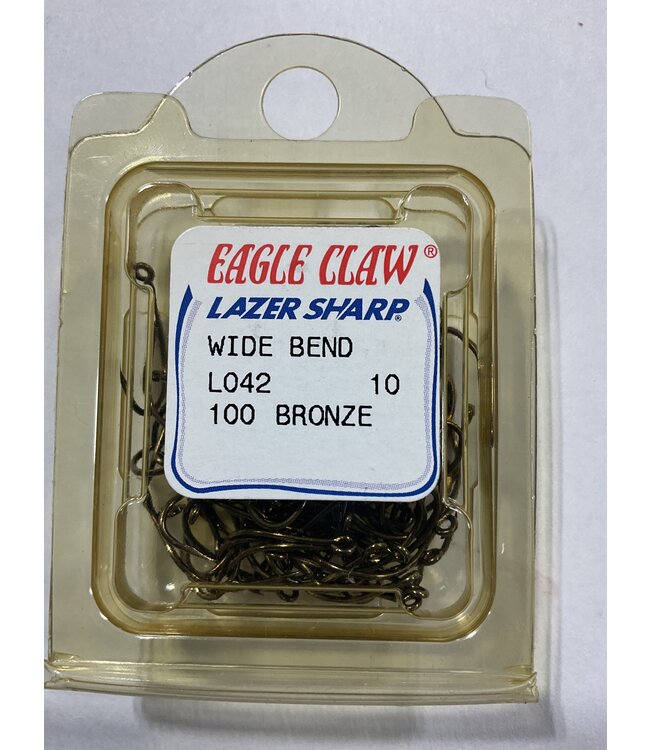 EAGLE CLAW®
LAZER SHARP®
WIDE BEND
L042 10
100 BRONZE